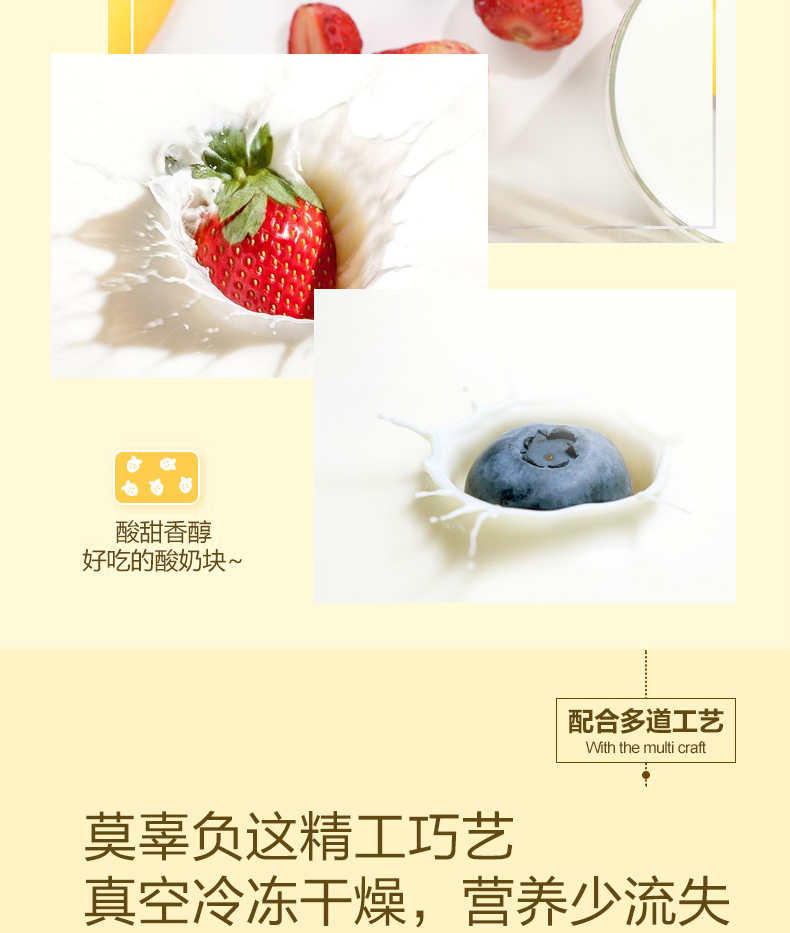 酸甜香醇
好吃的酸奶块~
配合多道工艺
With the multi craft
莫辜负这精工巧艺
真空冷冻干燥，营养少流失